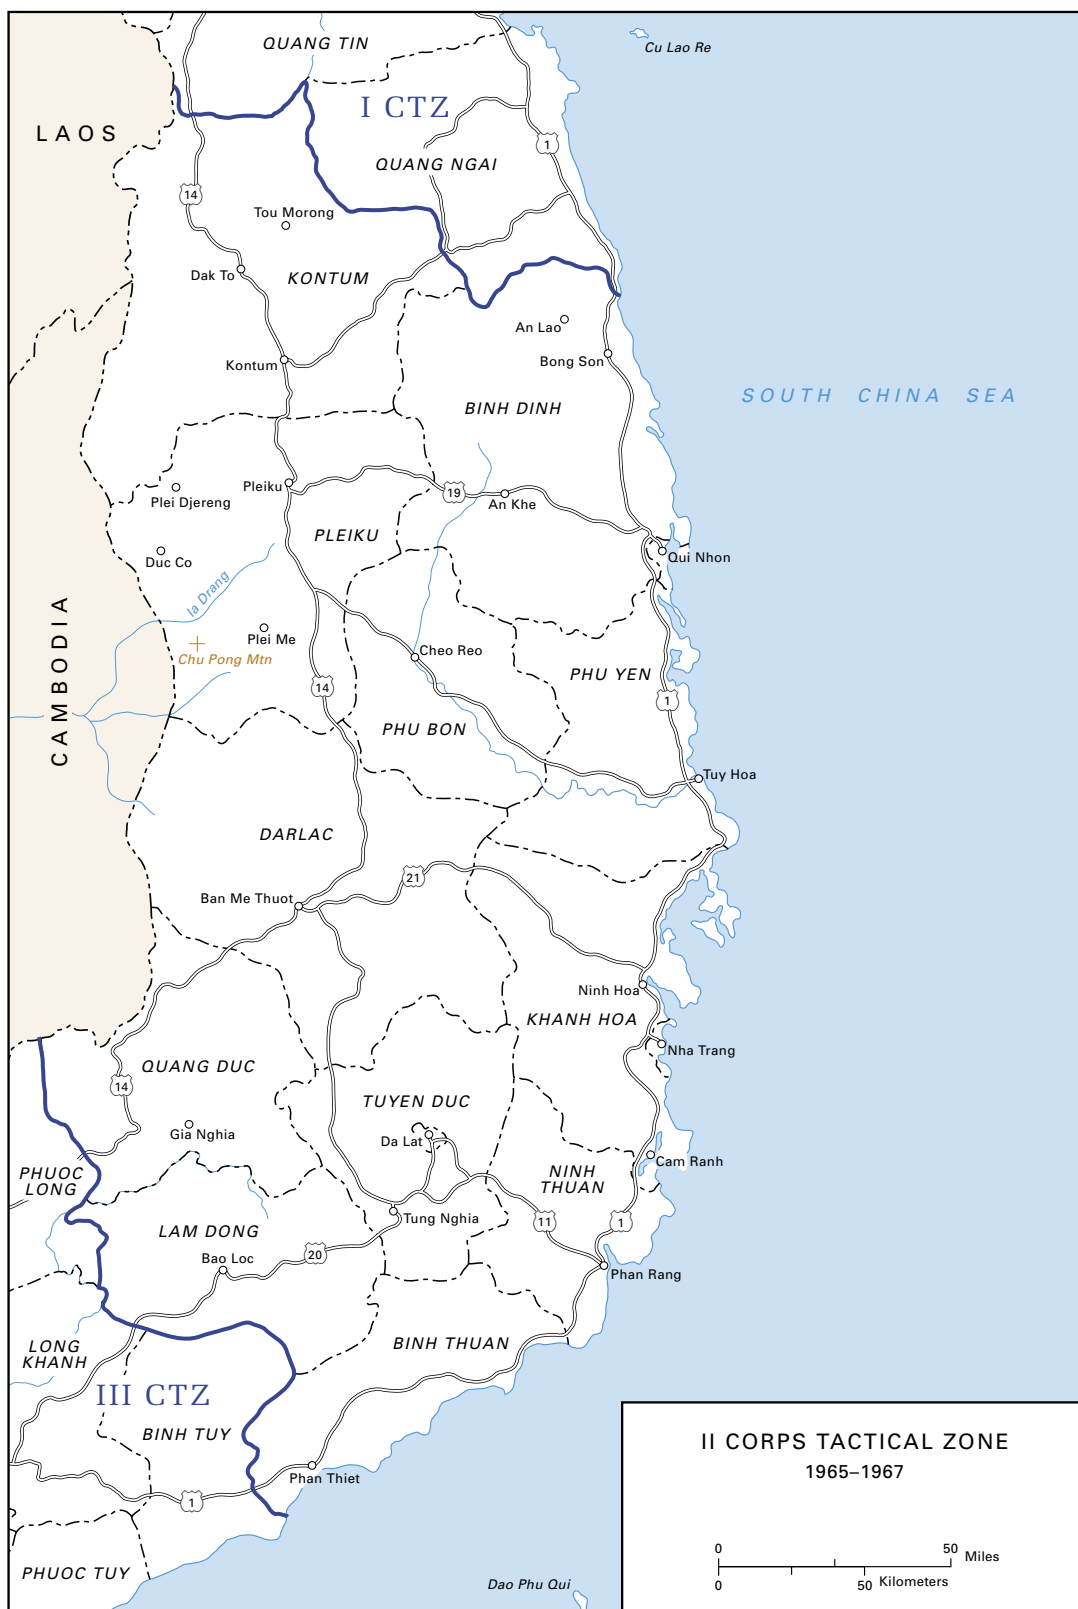 QUANG TIN
Cu Lao Re
I CTZ
LAOS
1
QUANG NGAI
14
Tou Morong
Dak To
KONTUM
An Lao
Bong Son
Kontum
SOUTH CHINA SEA
BINH DINH
Pleiku
19
Plei Djereng
An Khe
PLEIKU
Qui Nhon
Duc Co
Ia Drang
CAMBODIA
Plei Me
Chu Pong Mtn
Cheo Reo
PHU YEN
14
1
PHU BON
Tuy Hoa
DARLAC
21
Ban Me Thuot
Ninh Hoa
KHANH HOA
Nha Trang
QUANG DUC
14
TUYEN DUC
Gia Nghia
Da Lat
Cam Ranh
PHUOC
LONG
NINH
THUAN
Tung Nghia
11
1
LAM DONG
20
Bao Loc
Phan Rang
LONG
KHANH
BINH THUAN
III CTZ
BINH TUY
Phan Thiet
1
PHUOC TUY
Dao Phu Qui
II CORPS TACTICAL ZONE
1965–1967
0
50
Miles
0
50
Kilometers